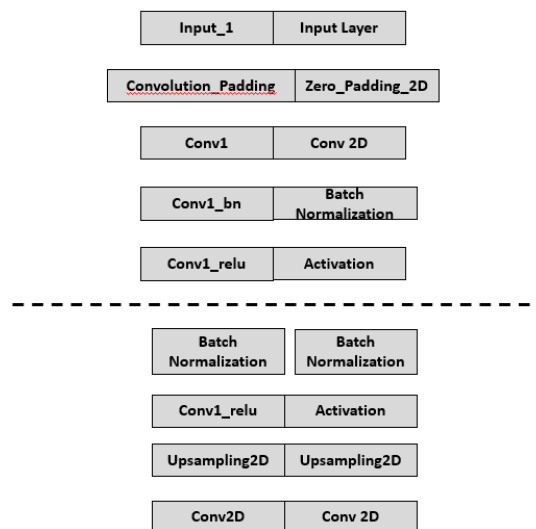 Input_1 Input Layer
Convolution_Padding Zero_Padding_2D
Conv1 Conv 2D
Conv1_bn Batch
Normalization
Conv1_relu Activation
Batch
Normalization
Batch
Normalization
Conv1_relu Activation
Upsampling2D Upsampling2D
Conv2D Conv 2D